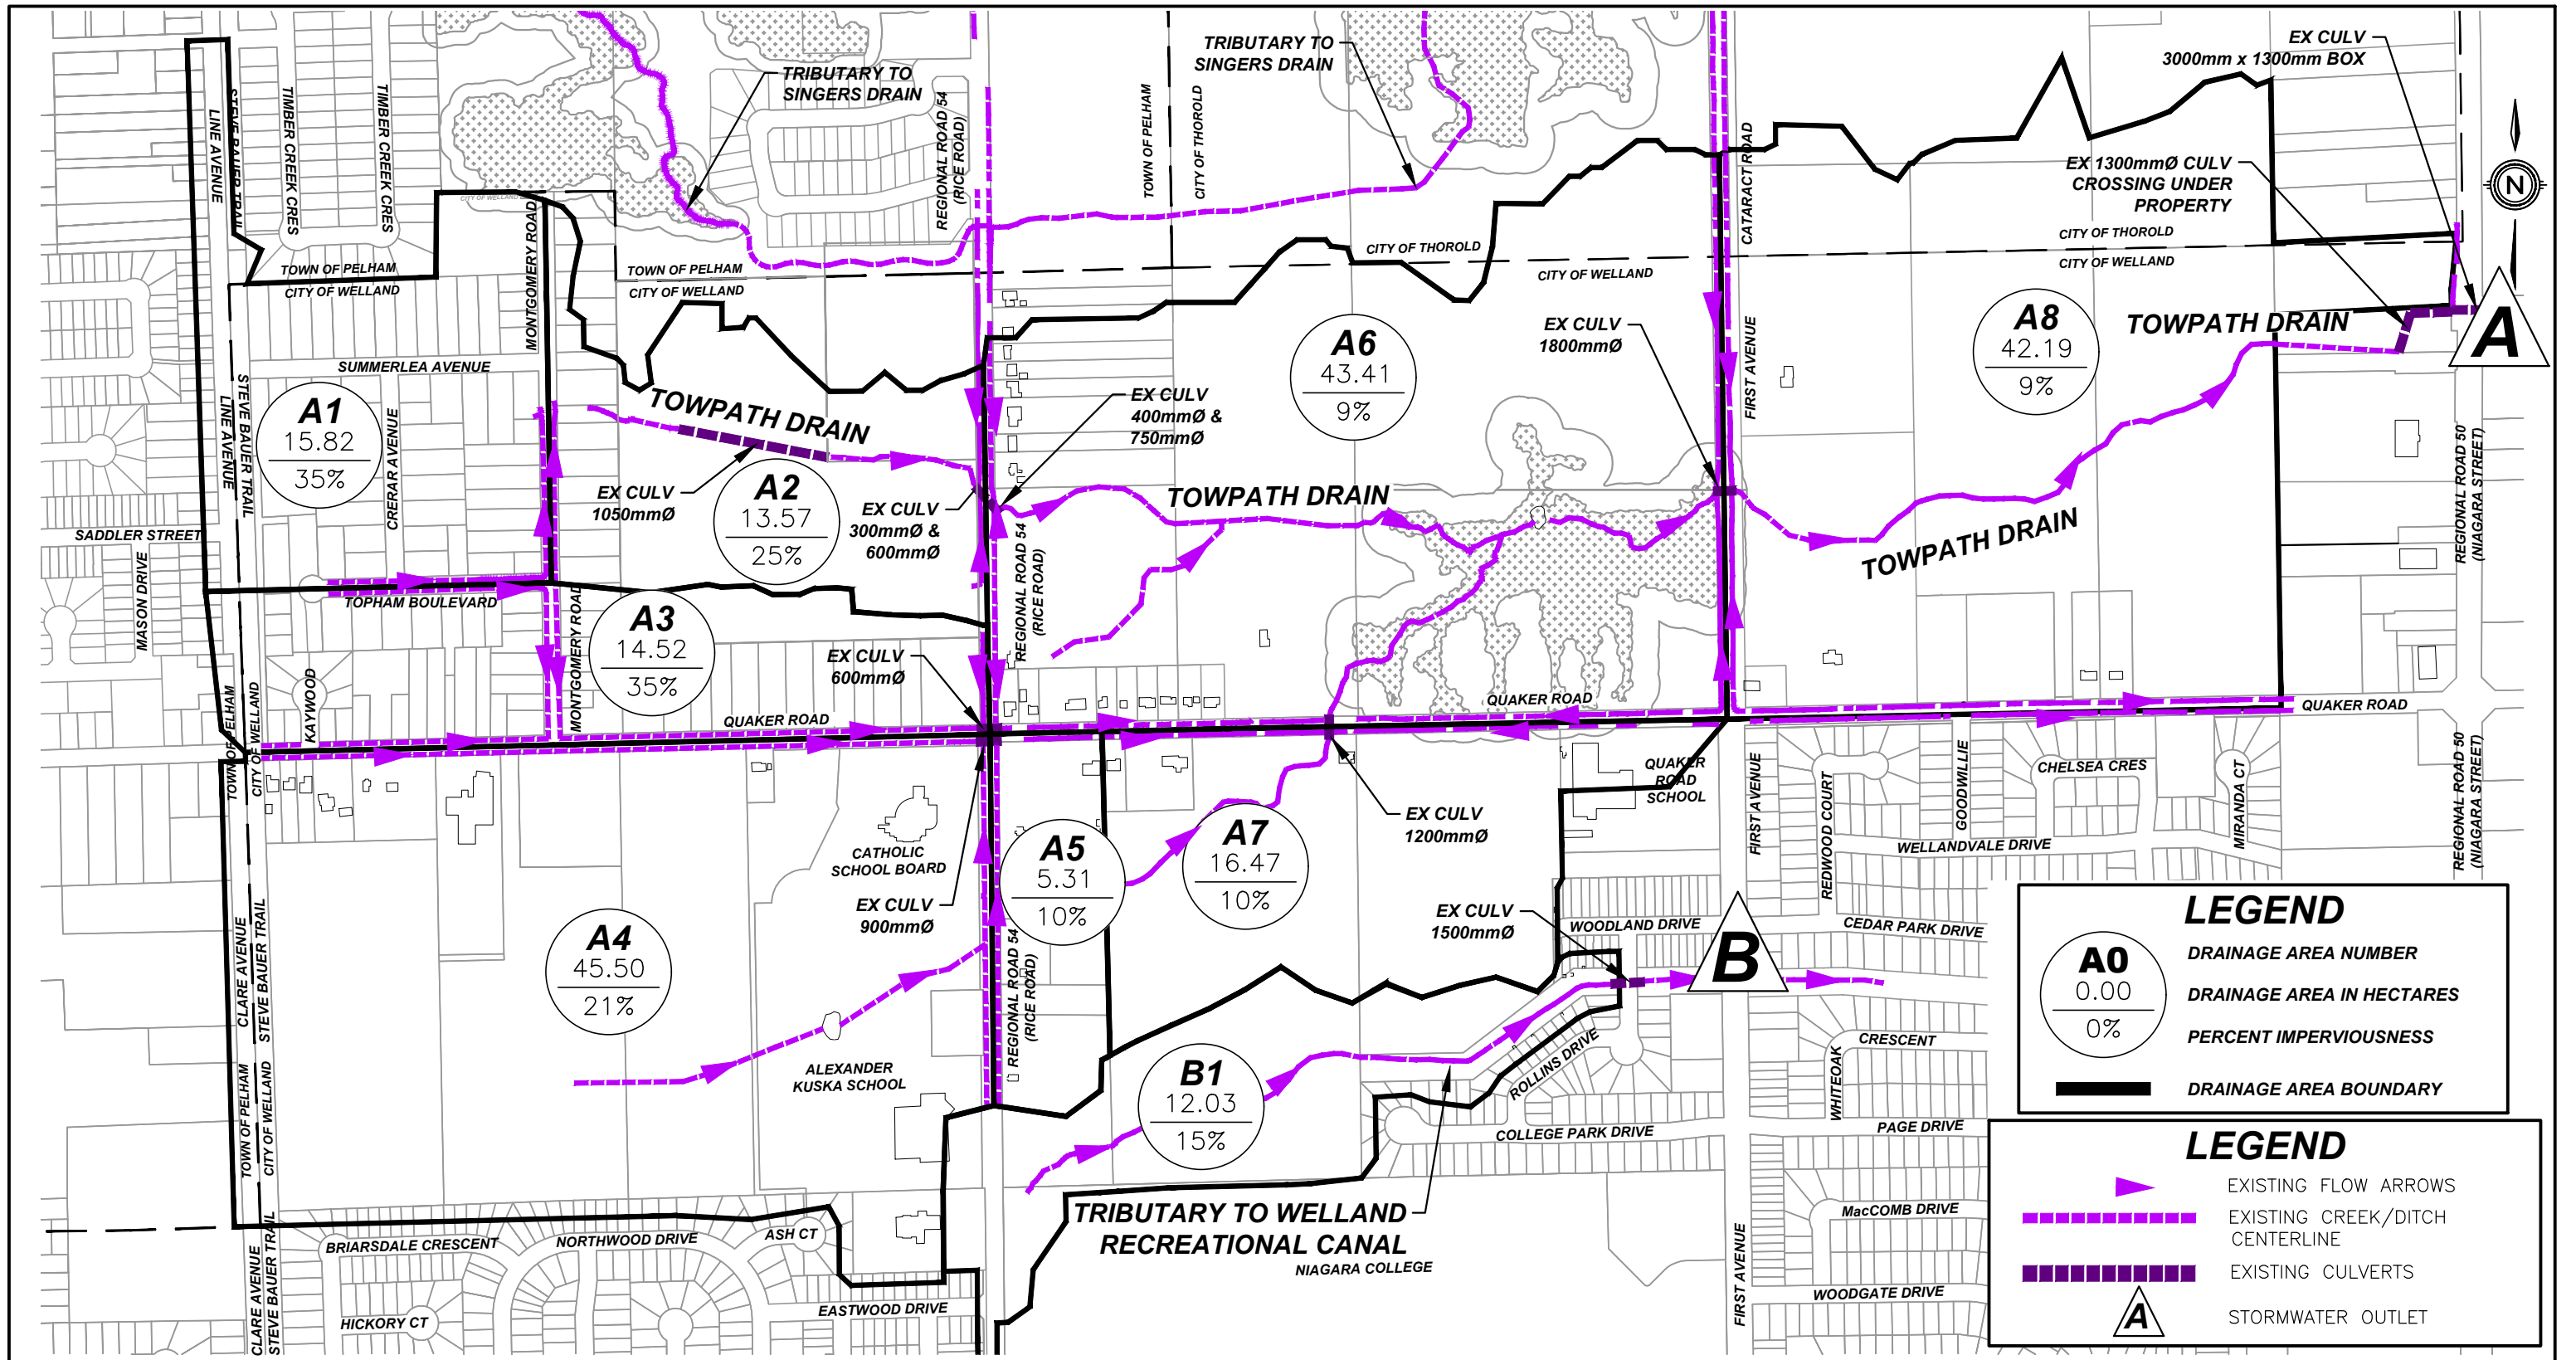 TRIBUTARY TO
SINGERS DRAIN
TRIBUTARY TO
SINGERS DRAIN
EX CULV
3000mm x 1300mm BOX
EX 1300mmØ CULV
CROSSING UNDER
PROPERTY
N
LINE AVENUE
STEVE BAUER TRAIL
TIMBER CREEK CRES
TIMBER CREEK CRES
MONTGOMERY ROAD
REGIONAL ROAD 54
(RICE ROAD)
TOWN OF PELHAM
CITY OF THOROLD
CATARACT ROAD
TOWN OF PELHAM
CITY OF WELLAND
TOWN OF PELHAM
CITY OF WELLAND
CITY OF THOROLD
CITY OF WELLAND
CITY OF THOROLD
CITY OF WELLAND
SUMMERLEA AVENUE
A1
15.82
35%
LINE AVENUE
STEVE BAUER TRAIL
CRERAR AVENUE
TOWPATH DRAIN
EX CULV
1050mmØ
A2
13.57
25%
EX CULV
300mmØ &
600mmØ
EX CULV
400mmØ &
750mmØ
A6
43.41
9%
EX CULV
1800mmØ
FIRST AVENUE
A8
42.19
9%
TOWPATH DRAIN
A
TOWPATH DRAIN
TOWPATH DRAIN
REGIONAL ROAD 50
(NIAGARA STREET)
SADDLER STREET
MASON DRIVE
TOPHAM BOULEVARD
MONTGOMERY ROAD
A3
14.52
35%
EX CULV
600mmØ
REGIONAL ROAD 54
(RICE ROAD)
KAYWOOD
TOWN OF PELHAM
CITY OF WELLAND
QUAKER ROAD
QUAKER ROAD
QUAKER ROAD
QUAKER
ROAD
SCHOOL
EX CULV
1200mmØ
CATHOLIC
SCHOOL BOARD
EX CULV
900mmØ
A5
5.31
10%
A7
16.47
10%
FIRST AVENUE
REDWOOD COURT
GOODWILLIE
CHELSEA CRES
MIRANDA CT
WELLANDVALE DRIVE
REGIONAL ROAD 50
(NIAGARA STREET)
A4
45.50
21%
CLARE AVENUE
STEVE BAUER TRAIL
TOWN OF PELHAM
CITY OF WELLAND
ALEXANDER
KUSKA SCHOOL
REGIONAL ROAD 54
(RICE ROAD)
EX CULV
1500mmØ
WOODLAND DRIVE
B
CEDAR PARK DRIVE
ROLLINS DRIVE
B1
12.03
15%
COLLEGE PARK DRIVE
WHITEOAK
CRESCENT
PAGE DRIVE
MacCOMB DRIVE
WOODGATE DRIVE
FIRST AVENUE
TRIBUTARY TO WELLAND
RECREATIONAL CANAL
NIAGARA COLLEGE
BRIARSDALE CRESCENT
NORTHWOOD DRIVE
ASH CT
EASTWOOD DRIVE
HICKORY CT
CLARE AVENUE
STEVE BAUER TRAIL
LEGEND
A0
0.00
0%
DRAINAGE AREA NUMBER
DRAINAGE AREA IN HECTARES
PERCENT IMPERVIOUSNESS
DRAINAGE AREA BOUNDARY
LEGEND
EXISTING FLOW ARROWS
EXISTING CREEK/DITCH
CENTERLINE
EXISTING CULVERTS
A
STORMWATER OUTLET